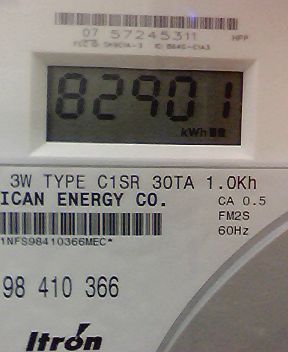 07 57245311 HPP
82901
kWh
3W TYPE C1SR 30TA 1.0Kh
ICAN ENERGY CO.
CA 0.5
FM2S
60Hz
1NFS98410366MEC*
98 410 366
Itron